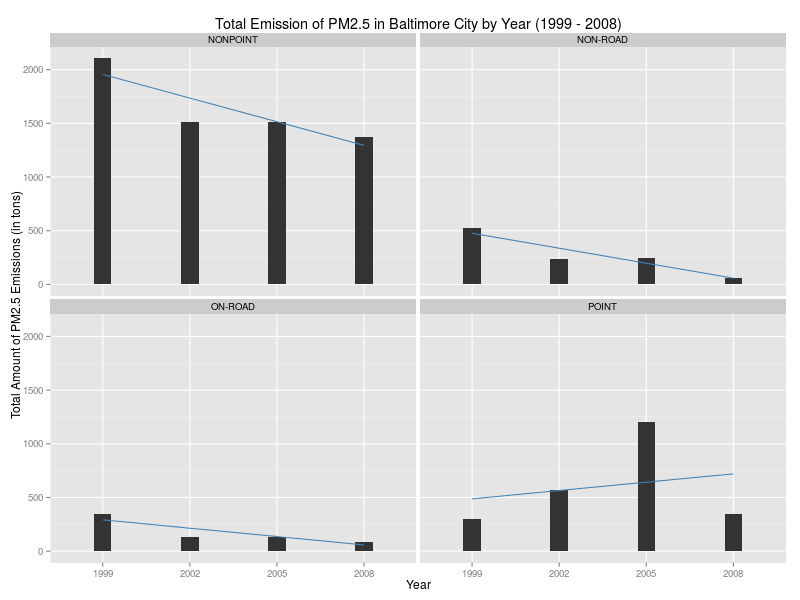 Total Emission of PM2.5 in Baltimore City by Year (1999 - 2008)
NONPOINT
NON-ROAD
2000
1500
1000
500
0
ON-ROAD
POINT
2000
1500
1000
500
0
1999 2002 2005 2008
1999 2002 2005 2008
Year
Total Amount of PM2.5 Emissions (in tons)